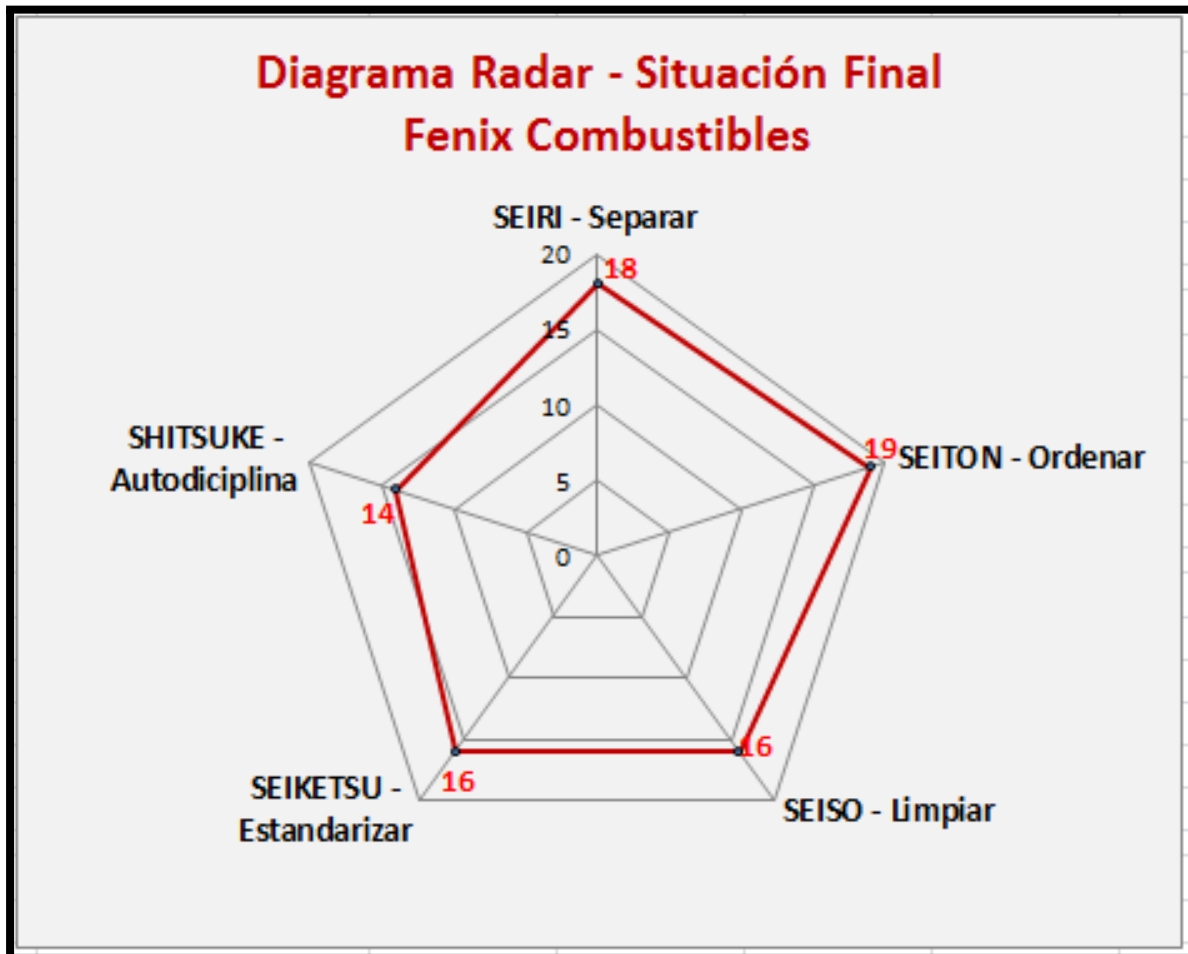 Diagrama Radar - Situación Final
Fenix Combustibles
SEIRI - Separar
20
18
15
10
5
0
19
SEITON - Ordenar
SHITSUKE -
Autodiciplina
14
16
SEISO - Limpiar
16
SEIKETSU -
Estandarizar